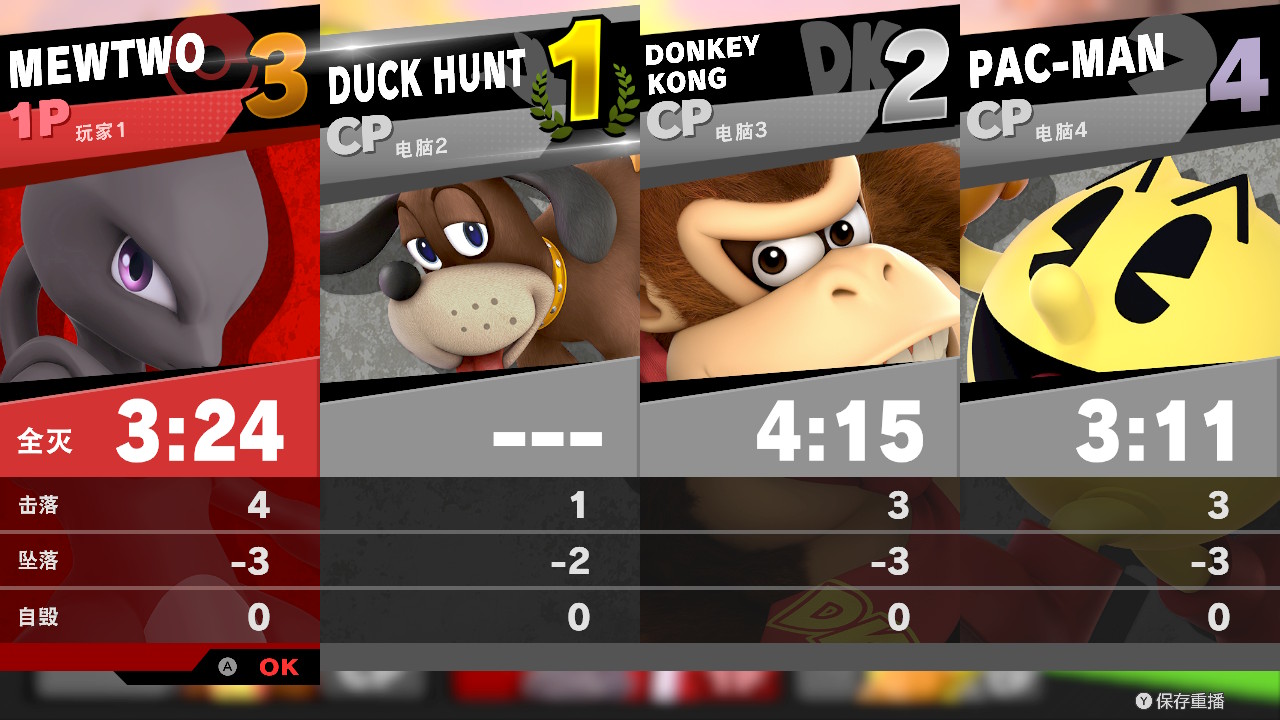 MEWTWO 3
1P 玩家1
DUCK HUNT 1
CP 电脑2
DONKEY
KONG DK 2
CP 电脑3
PAC-MAN 4
CP 电脑4
全灭 3:24 --- 4:15 3:11
击落 4 1 3 3
坠落 -3 -2 -3 -3
自毁 0 0 0 0
DK
A OK
Y 保存重播